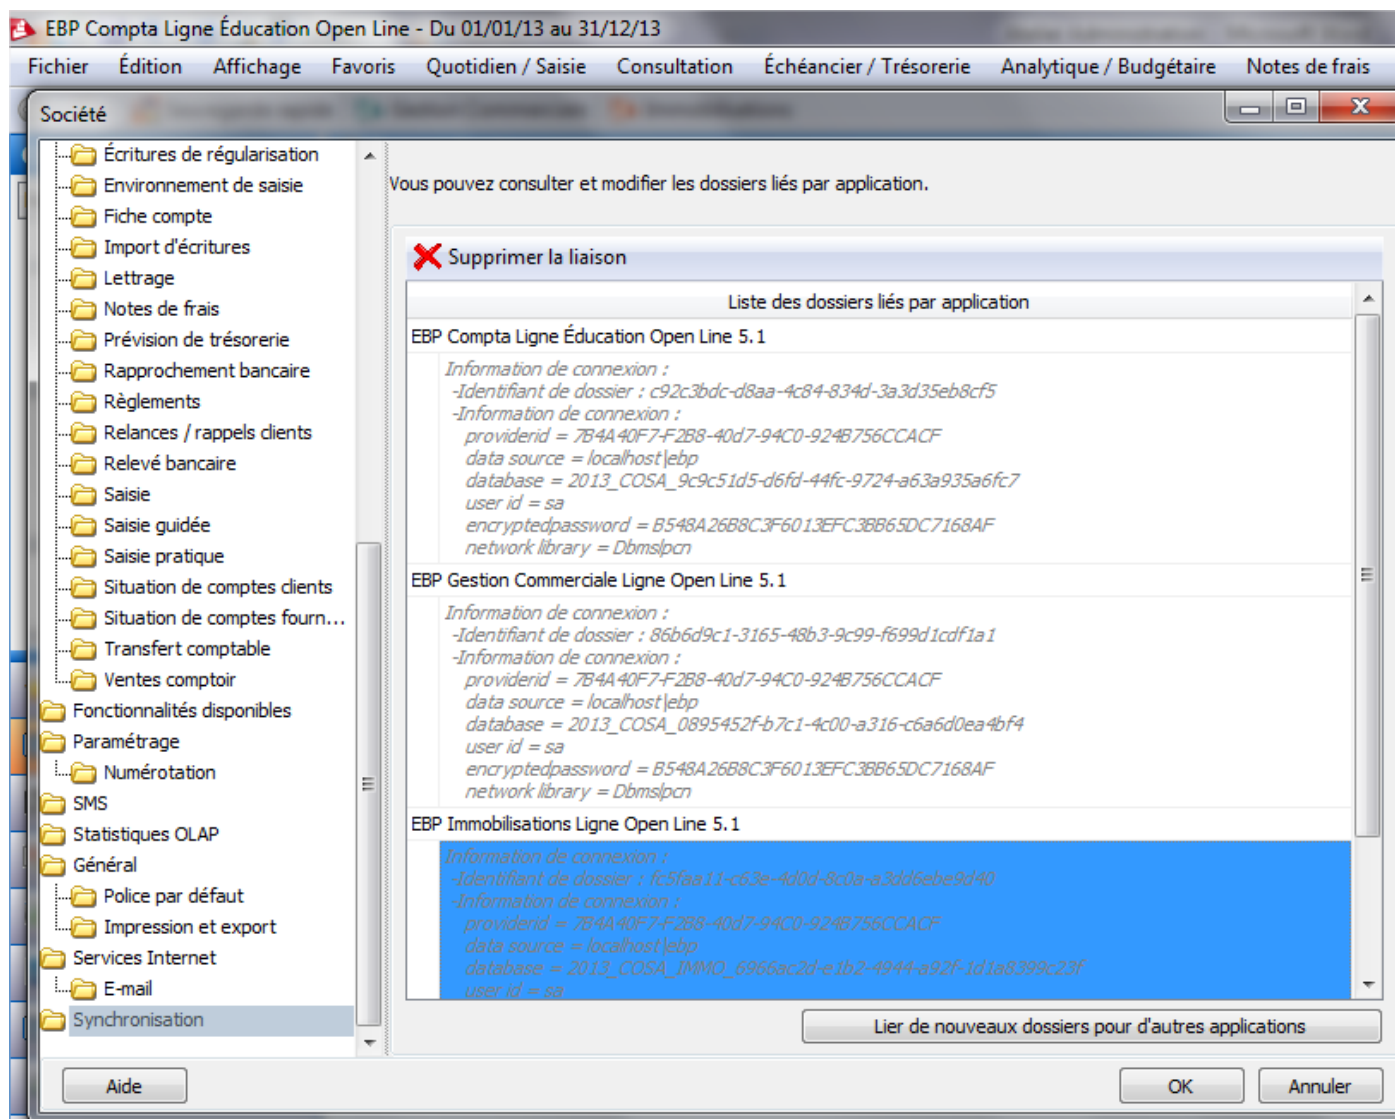 EBP Compta Ligne Éducation Open Line - Du 01/01/13 au 31/12/13
Fichier Édition Affichage Favoris Quotidien / Saisie Consultation Échéancier / Trésorerie Analytique / Budgétaire Notes de frais
Société
Écritures de régularisation
Environnement de saisie
Fiche compte
Import d'écritures
Lettrage
Notes de frais
Prévision de trésorerie
Rapprochement bancaire
Règlements
Relances / rappels clients
Relevé bancaire
Saisie
Saisie guidée
Saisie pratique
Situation de comptes clients
Situation de comptes fourn...
Transfert comptable
Ventes comptoir
Fonctionnalités disponibles
Paramétrage
Numérotation
SMS
Statistiques OLAP
Général
Police par défaut
Impression et export
Services Internet
E-mail
Synchronisation
Vous pouvez consulter et modifier les dossiers liés par application.
Supprimer la liaison
Liste des dossiers liés par application
EBP Compta Ligne Éducation Open Line 5.1
Information de connexion :
-Identifiant de dossier : c92c3bdc-d8aa-4c84-834d-3a3d35eb8cf5
-Information de connexion :
providerid = 7B4A40F7-F2B8-40d7-94C0-924B756CCACF
data source = localhost\ebp
database = 2013_COSA_9c9c51d5-d6fd-44fc-9724-a63a935a6fc7
user id = sa
encryptedpassword = B548A26B8C3F6013EFC3BB65DC7168AF
network library = Dbmslpcn
EBP Gestion Commerciale Ligne Open Line 5.1
Information de connexion :
-Identifiant de dossier : 86b6d9c1-3165-48b3-9c99-f699d1cdf1a1
-Information de connexion :
providerid = 7B4A40F7-F2B8-40d7-94C0-924B756CCACF
data source = localhost\ebp
database = 2013_COSA_0895452f-b7c1-4c00-a316-c6a6d0ea4bf4
user id = sa
encryptedpassword = B548A26B8C3F6013EFC3BB65DC7168AF
network library = Dbmslpcn
EBP Immobilisations Ligne Open Line 5.1
Information de connexion :
-Identifiant de dossier : fc5faa11-c63e-4d0d-8c0a-a3dd6ebe9d40
-Information de connexion :
providerid = 7B4A40F7-F2B8-40d7-94C0-924B756CCACF
data source = localhost\ebp
database = 2013_COSA_IMMO_6966ac2d-e1b2-4944-a92f-1d1a8399c23f
user id = sa
Lier de nouveaux dossiers pour d'autres applications
Aide OK Annuler